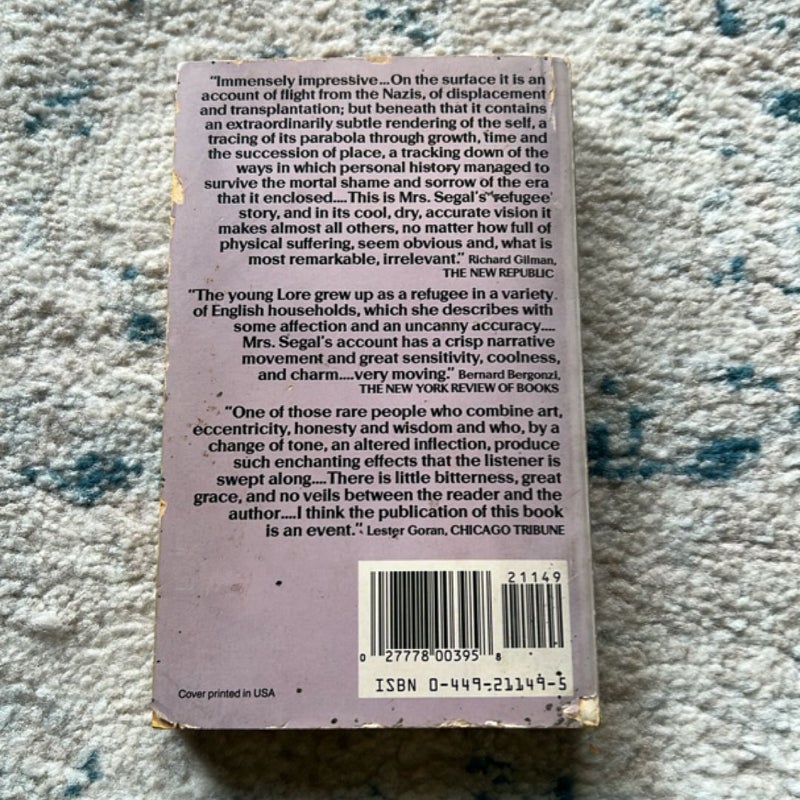 "Immensely impressive...On the surface it is an
account of flight from the Nazis, of displacement
and transplantation; but beneath that it contains
an extraordinarily subtle rendering of the self, a
tracing of its parabola through growth, time and
the succession of place, a tracking down of the
ways in which personal history managed to
survive the mortal shame and sorrow of the era
that it enclosed....This is Mrs. Segal's "refugee'
story, and in its cool, dry, accurate vision it
makes almost all others, no matter how full of
physical suffering, seem obvious and, what is
most remarkable, irrelevant." Richard Gilman,
THE NEW REPUBLIC
"The young Lore grew up as a refugee in a variety
of English households, which she describes with
some affection and an uncanny accuracy....
Mrs. Segal's account has a crisp narrative
movement and great sensitivity, coolness,
and charm....very moving." Bernard Bergonzi,
THE NEW YORK REVIEW OF BOOKS
"One of those rare people who combine art,
eccentricity, honesty and wisdom and who, by a
change of tone, an altered inflection, produce
such enchanting effects that the listener is
swept along....There is little bitterness, great
grace, and no veils between the reader and the
author....I think the publication of this book
is an event." Lester Goran, CHICAGO TRIBUNE
21149
0 27778 00395 8
ISBN 0-449-21149-5
Cover printed in USA